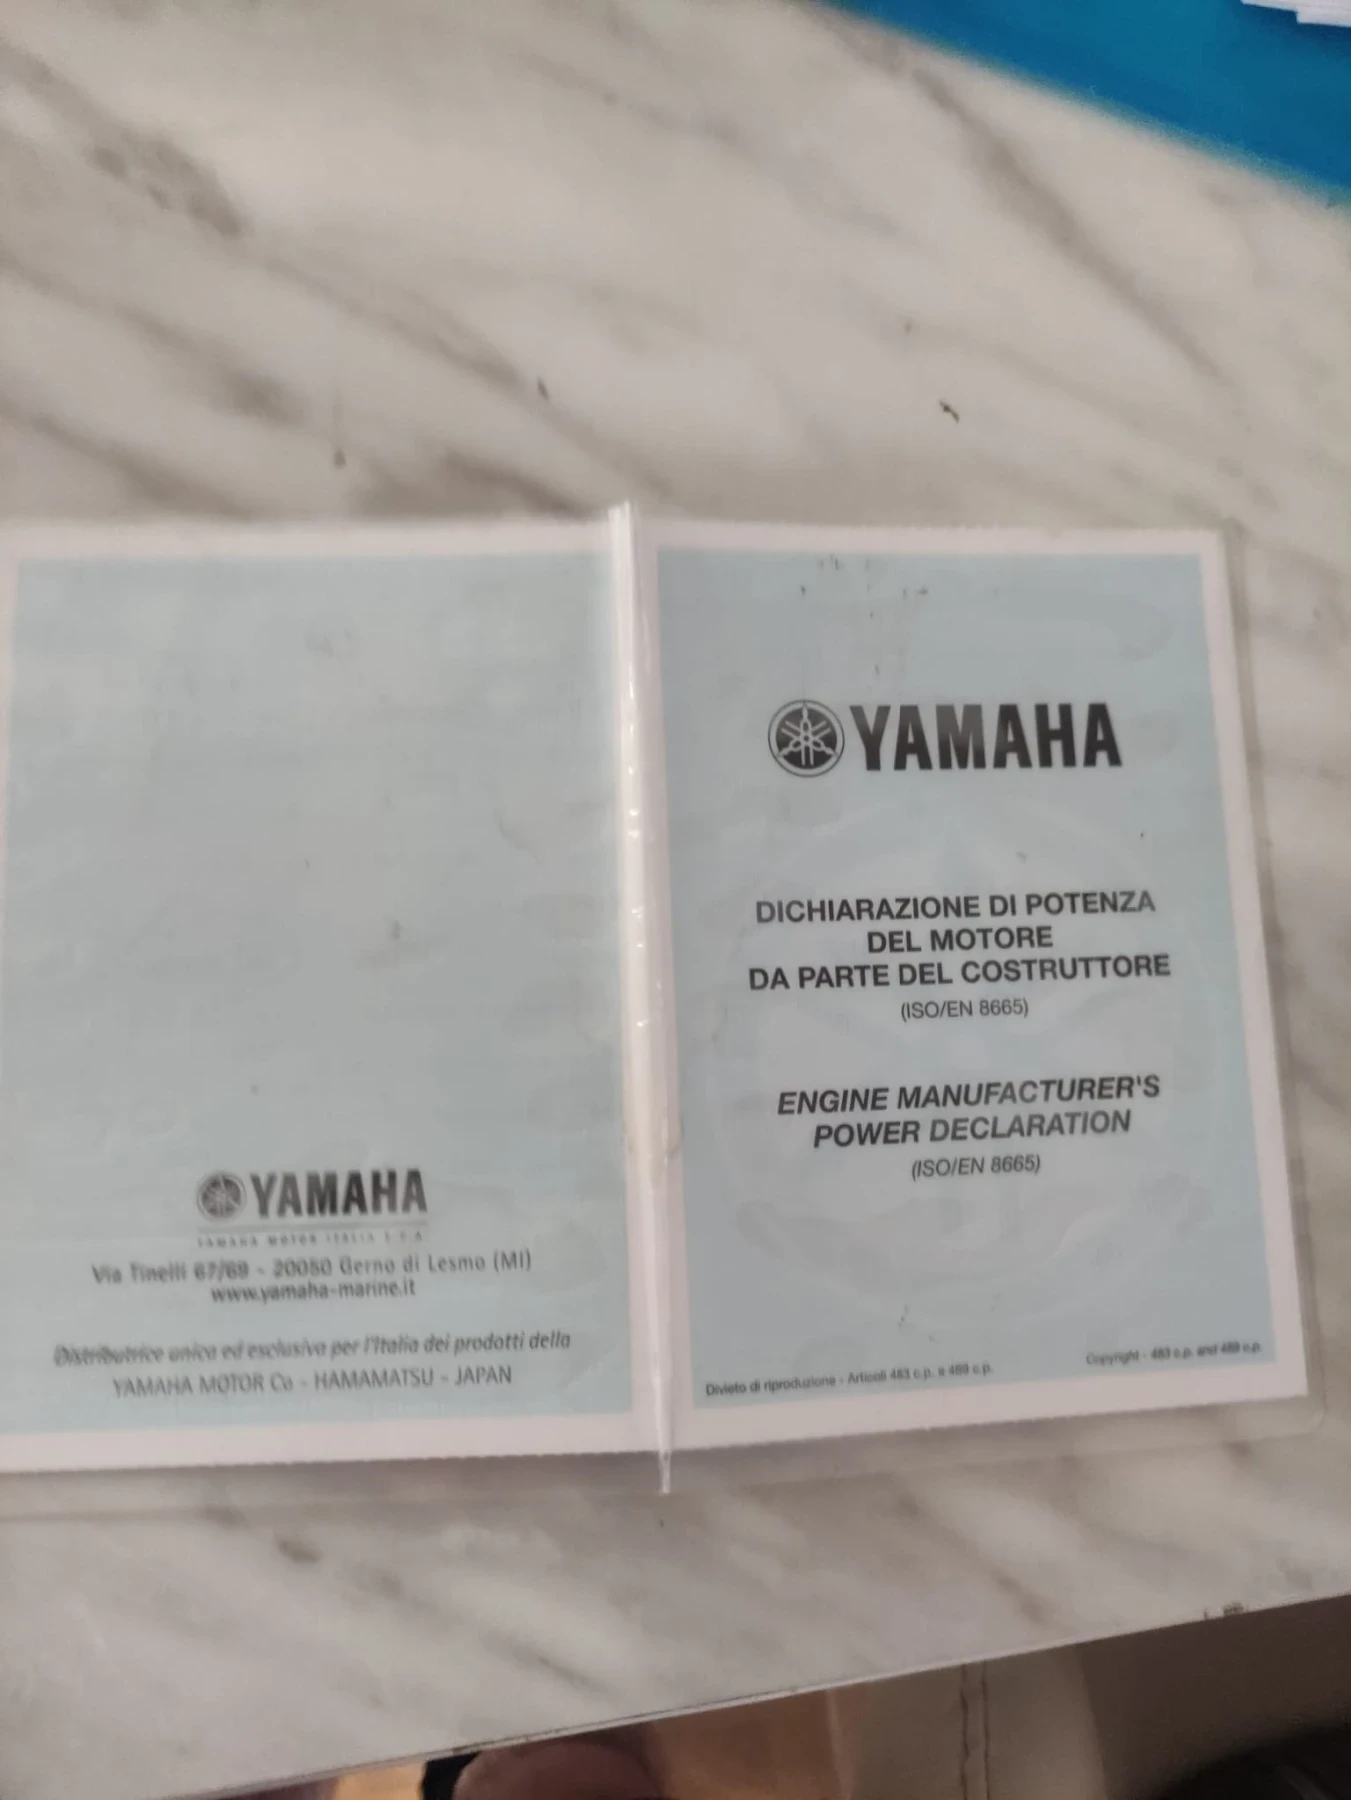 YAMAHA
YAMAHA MOTOR ITALIA S.P.A.
Via Tinelli 67/69 - 20050 Gerno di Lesmo (MI)
www.yamaha-marine.it
Distributrice unica ed esclusiva per l'Italia dei prodotti della
YAMAHA MOTOR Co - HAMAMATSU - JAPAN
YAMAHA
DICHIARAZIONE DI POTENZA
DEL MOTORE
DA PARTE DEL COSTRUTTORE
(ISO/EN 8665)
ENGINE MANUFACTURER'S
POWER DECLARATION
(ISO/EN 8665)
Divieto di riproduzione - Articoli 483 c.p. e 489 c.p.
Copyright - 483 c.p. and 489 c.p.